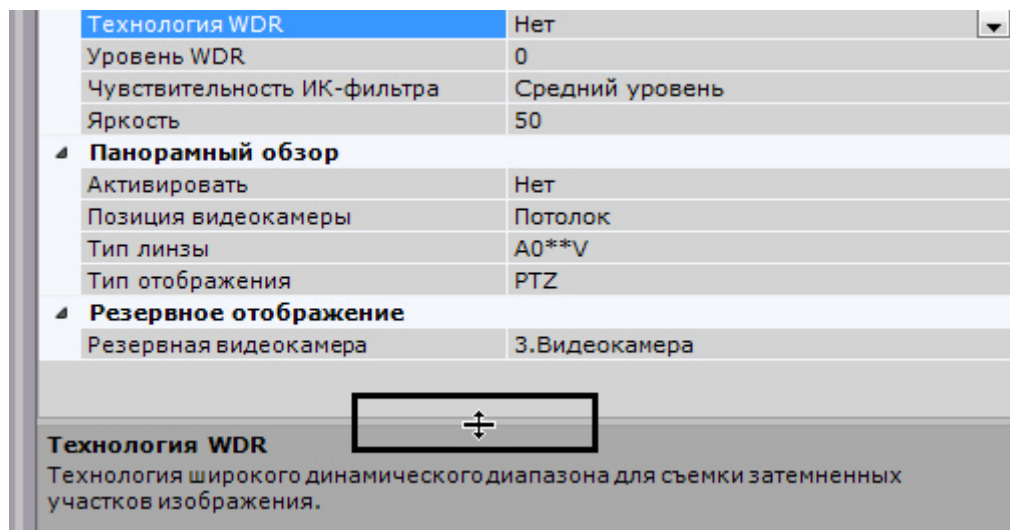 Технология WDR Нет
Уровень WDR 0
Чувствительность ИК-фильтра Средний уровень
Яркость 50
Панорамный обзор
Активировать Нет
Позиция видеокамеры Потолок
Тип линзы A0**V
Тип отображения PTZ
Резервное отображение
Резервная видеокамера 3.Видеокамера
Технология WDR
Технология широкого динамического диапазона для съемки затемненных
участков изображения.